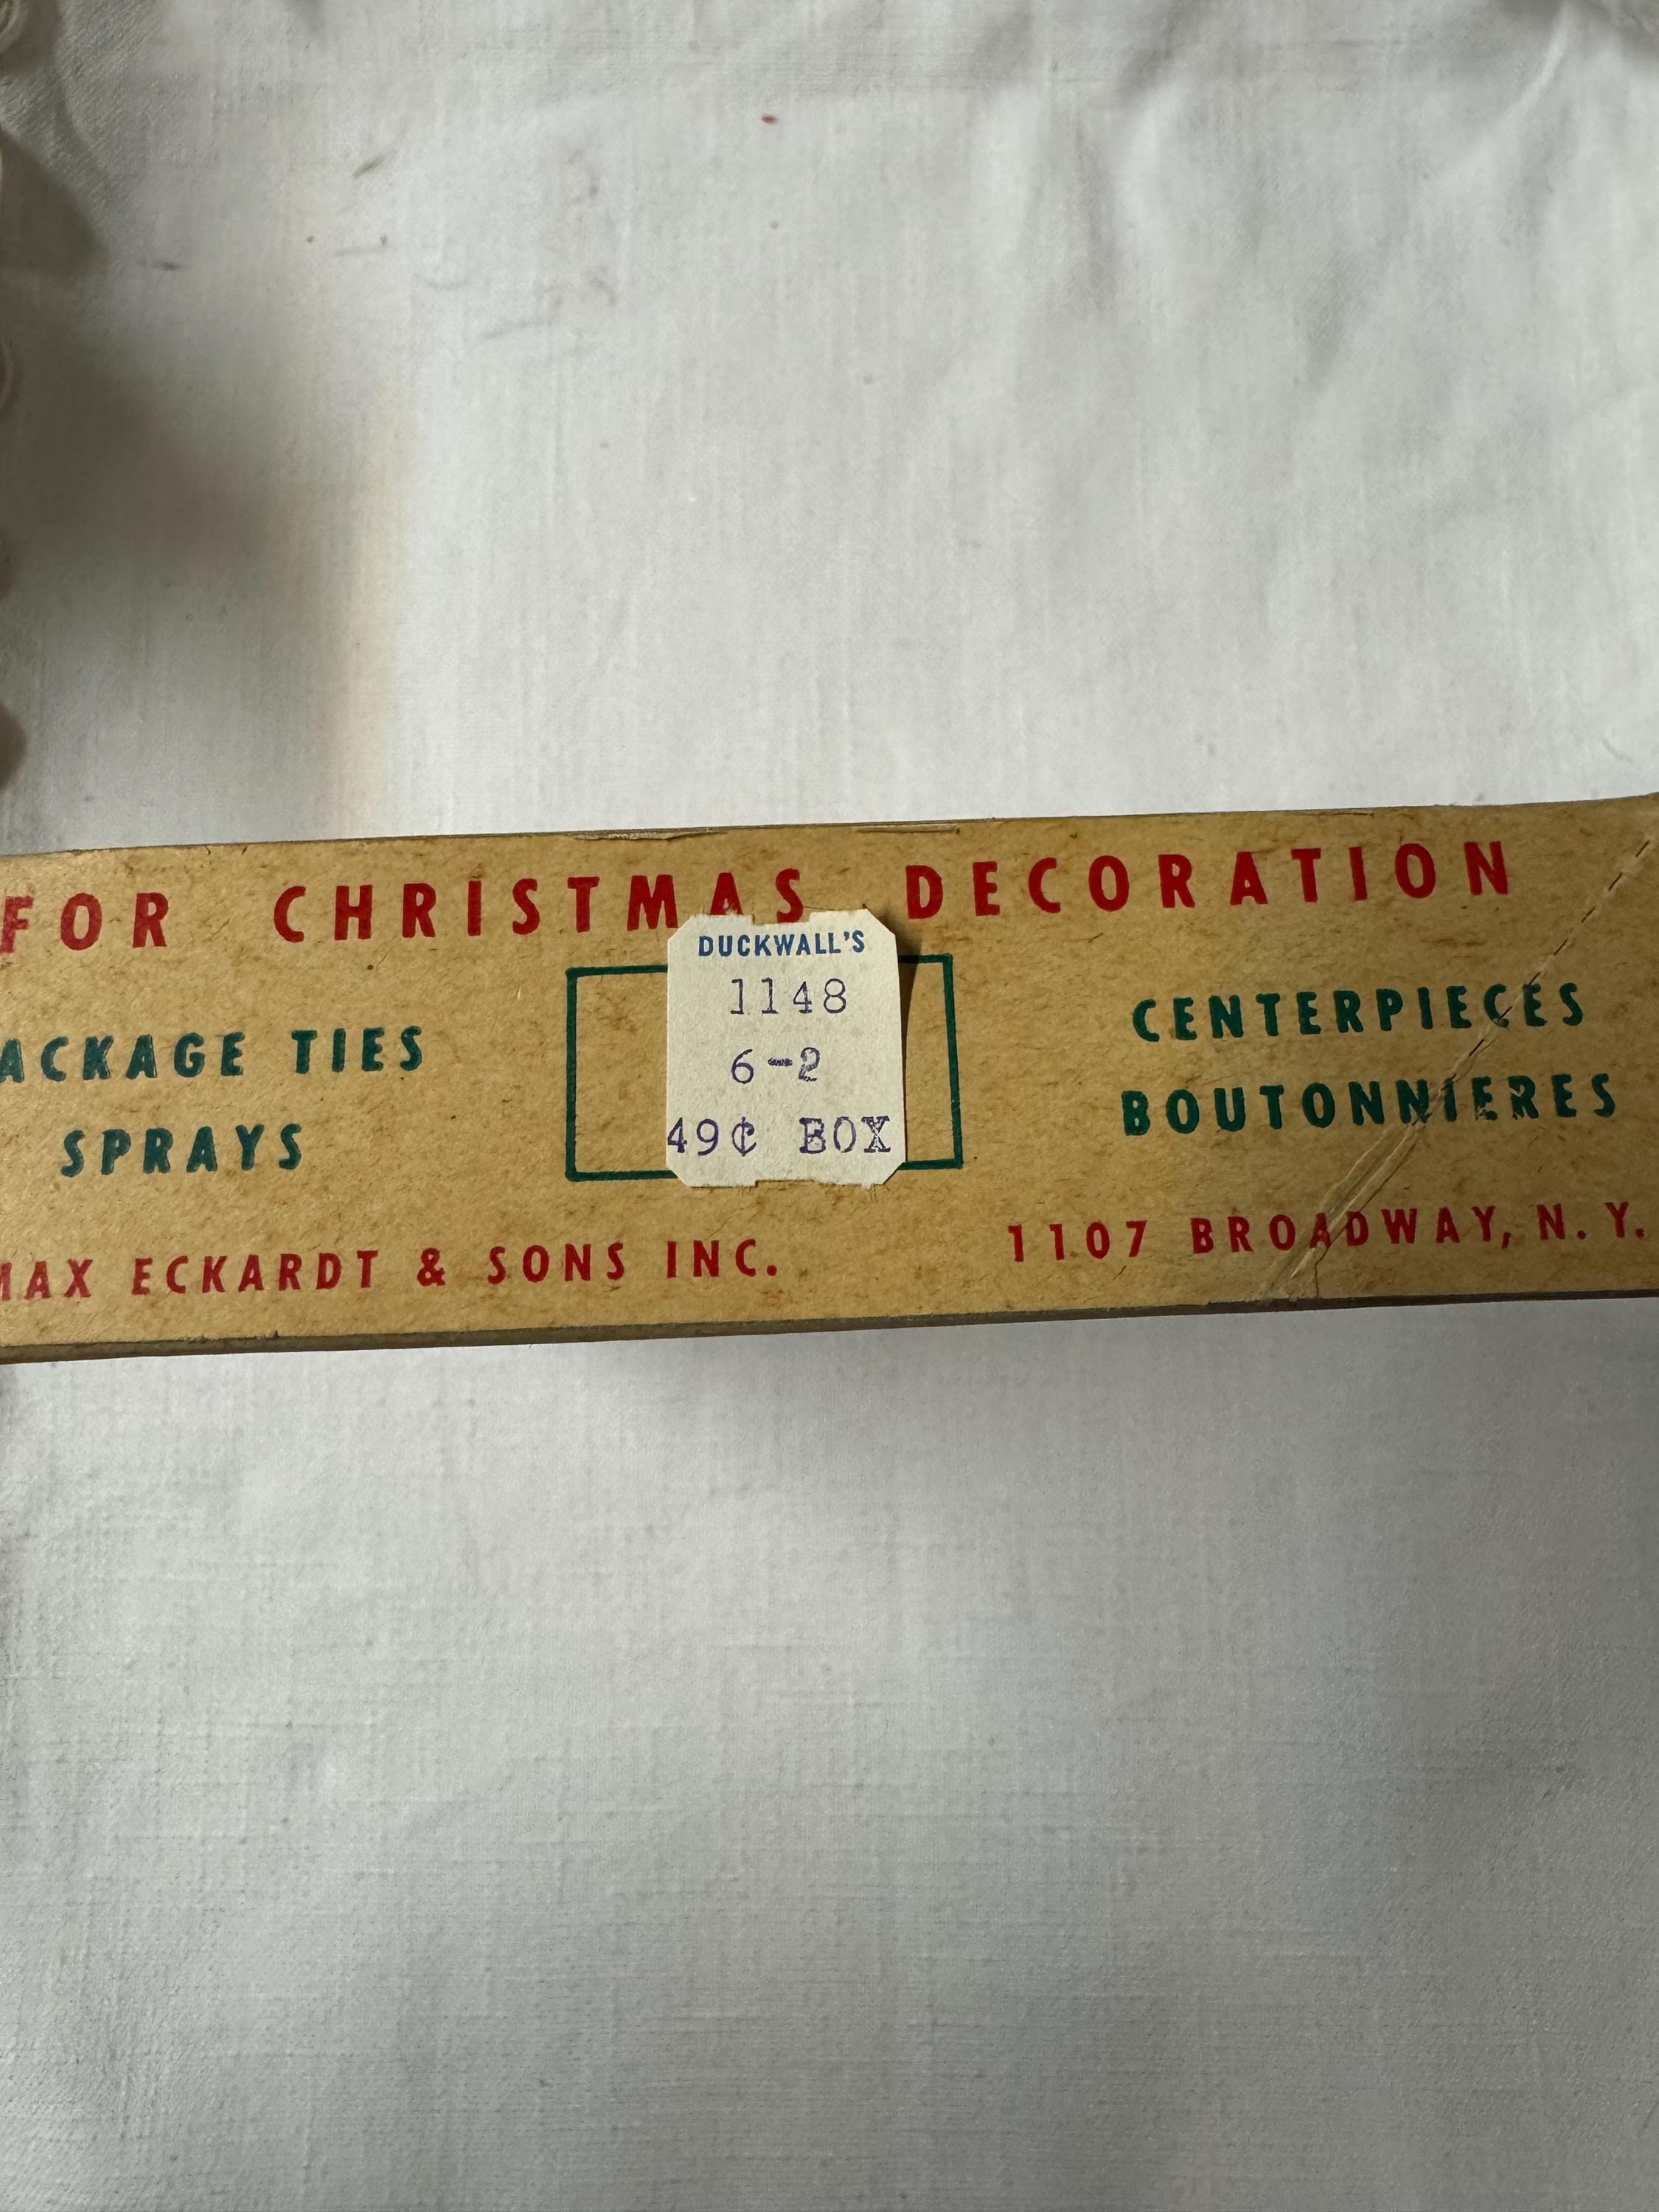 FOR CHRISTMAS DECORATION
DUCKWALL'S
1148
6-2
49¢ BOX
ACKAGE TIES
SPRAYS
CENTERPIECES
BOUTONNIERES
MAX ECKARDT & SONS INC.
1107 BROADWAY, N. Y.